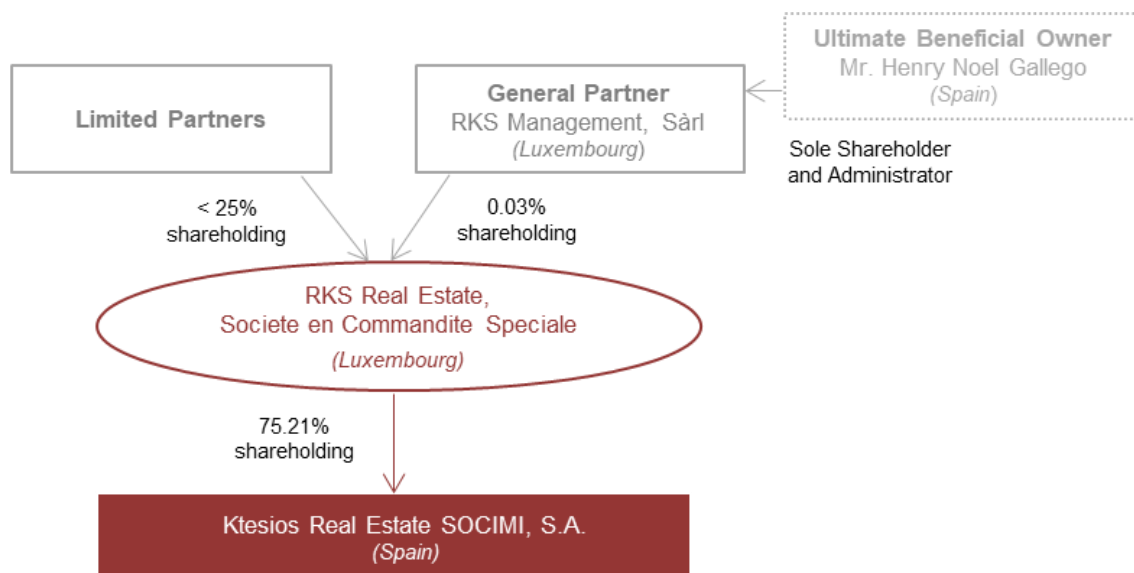 Ultimate Beneficial Owner
Mr. Henry Noel Gallego
(Spain)
Limited Partners
General Partner
RKS Management, Sàrl
(Luxembourg)
Sole Shareholder
and Administrator
< 25%
shareholding
0.03%
shareholding
RKS Real Estate,
Societe en Commandite Speciale
(Luxembourg)
75.21%
shareholding
Ktesios Real Estate SOCIMI, S.A.
(Spain)